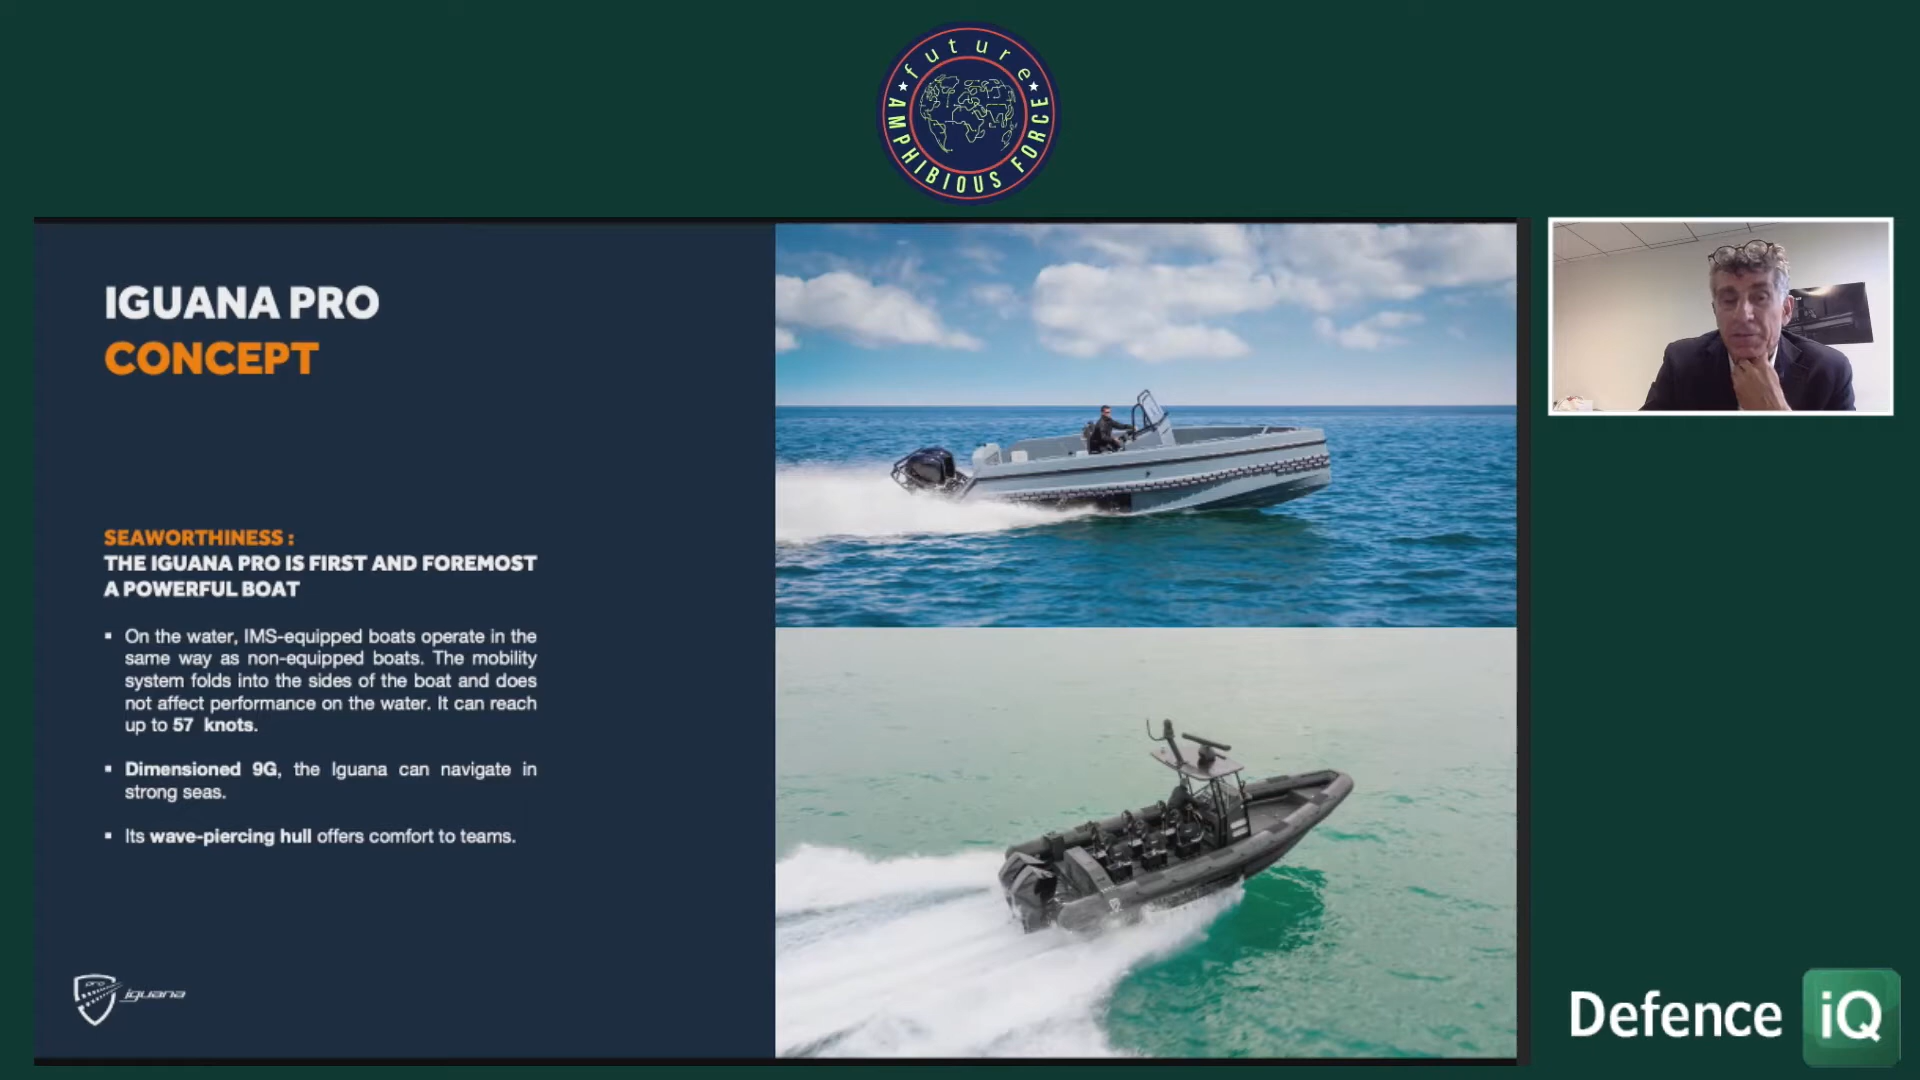 future
AMPHIBIOUS FORCE
IGUANA PRO
CONCEPT
SEAWORTHINESS :
THE IGUANA PRO IS FIRST AND FOREMOST
A POWERFUL BOAT
▪ On the water, IMS-equipped boats operate in the
same way as non-equipped boats. The mobility
system folds into the sides of the boat and does
not affect performance on the water. It can reach
up to 57 knots.
▪ Dimensioned 9G, the Iguana can navigate in
strong seas.
▪ Its wave-piercing hull offers comfort to teams.
pro
iguana
Defence iQ